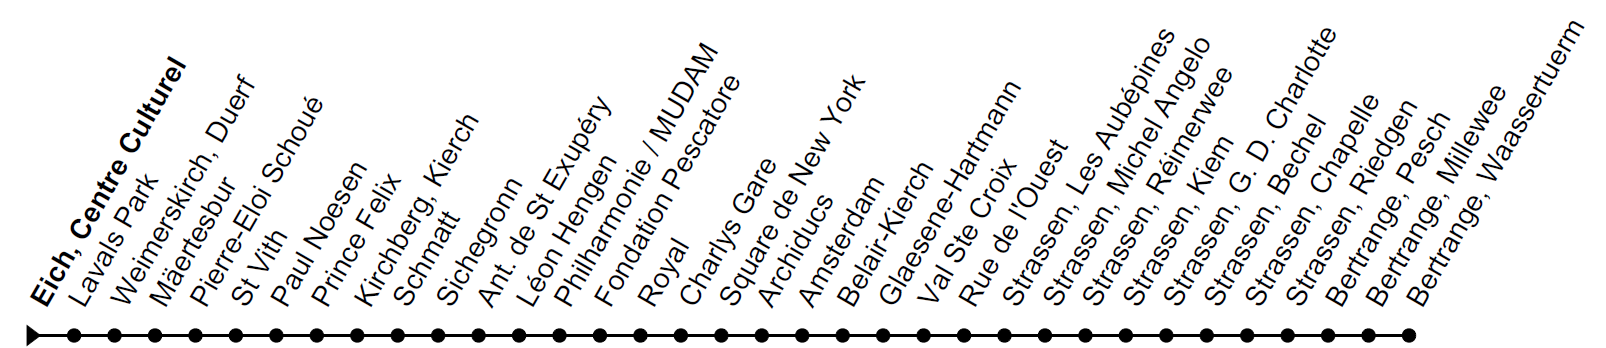 Eich, Centre Culturel
Lavals Park
Weimerskirch, Duerf
Mäertesbur
Pierre-Eloi Schoué
St Vith
Paul Noesen
Prince Felix
Kirchberg, Kierch
Schmatt
Sichegronn
Ant. de St Exupéry
Léon Hengen
Philharmonie / MUDAM
Fondation Pescatore
Royal
Charlys Gare
Square de New York
Archiducs
Amsterdam
Belair-Kierch
Glaesene-Hartmann
Val Ste Croix
Rue de l'Ouest
Strassen, Les Aubépines
Strassen, Michel Angelo
Strassen, Réimerwee
Strassen, Kiem
Strassen, G. D. Charlotte
Strassen, Bechel
Strassen, Chapelle
Strassen, Riedgen
Bertrange, Pesch
Bertrange, Millewee
Bertrange, Waassertuerm